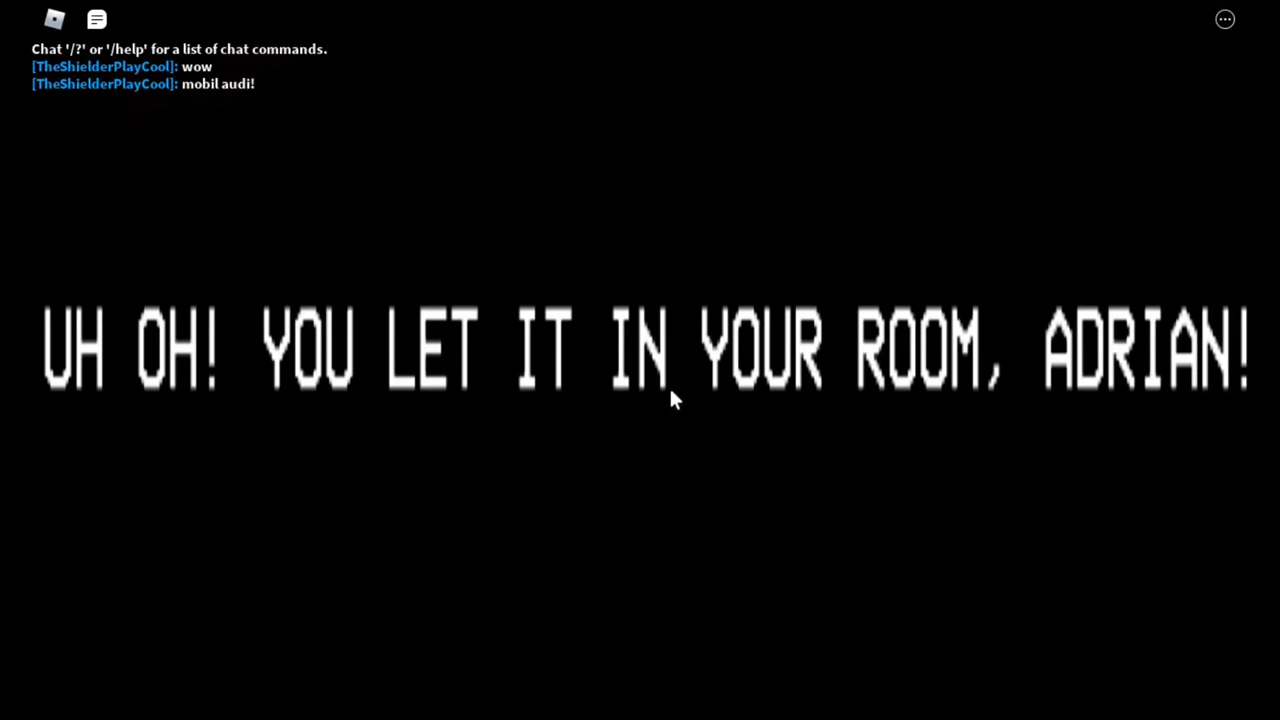 Chat '/?' or '/help' for a list of chat commands.
[TheShielderPlayCool]: wow
[TheShielderPlayCool]: mobil audi!
UH OH! YOU LET IT IN YOUR ROOM, ADRIAN!